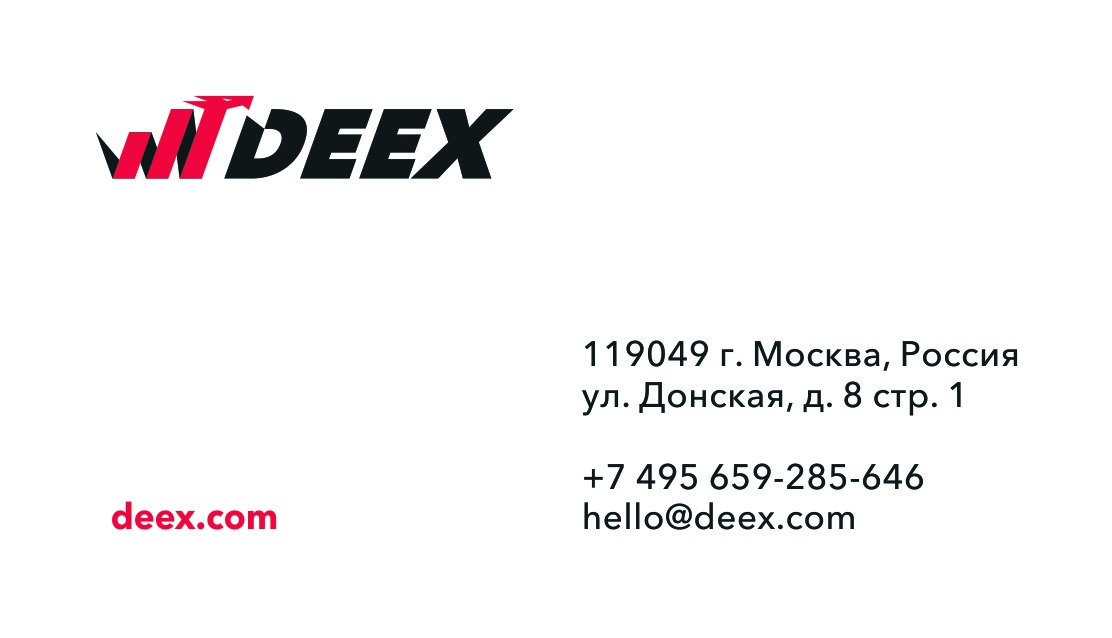 DEEX
119049 г. Москва, Россия
ул. Донская, д. 8 стр. 1
+7 495 659-285-646
hello@deex.com
deex.com